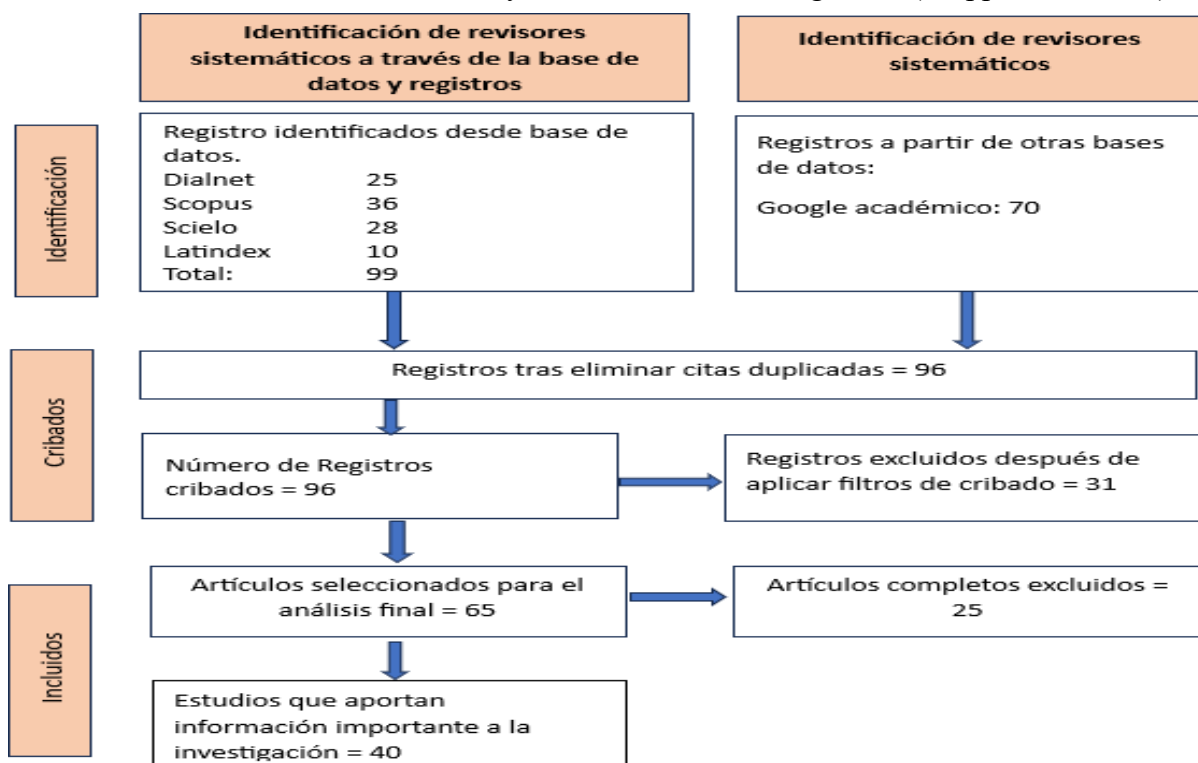 Identificación de revisores
sistemáticos a través de la base de
datos y registros
Identificación de revisores
sistemáticos
Identificación
Registro identificados desde base de
datos.
Dialnet 25
Scopus 36
Scielo 28
Latindex 10
Total: 99
Registros a partir de otras bases
de datos:
Google académico: 70
Cribados
Registros tras eliminar citas duplicadas = 96
Número de Registros
cribados = 96
Registros excluidos después de
aplicar filtros de cribado = 31
Incluidos
Artículos seleccionados para el
análisis final = 65
Artículos completos excluidos =
25
Estudios que aportan
información importante a la
investigación = 40